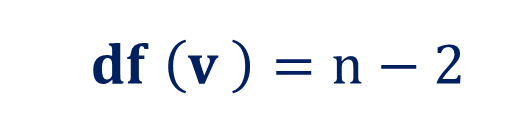 df (v ) = n − 2